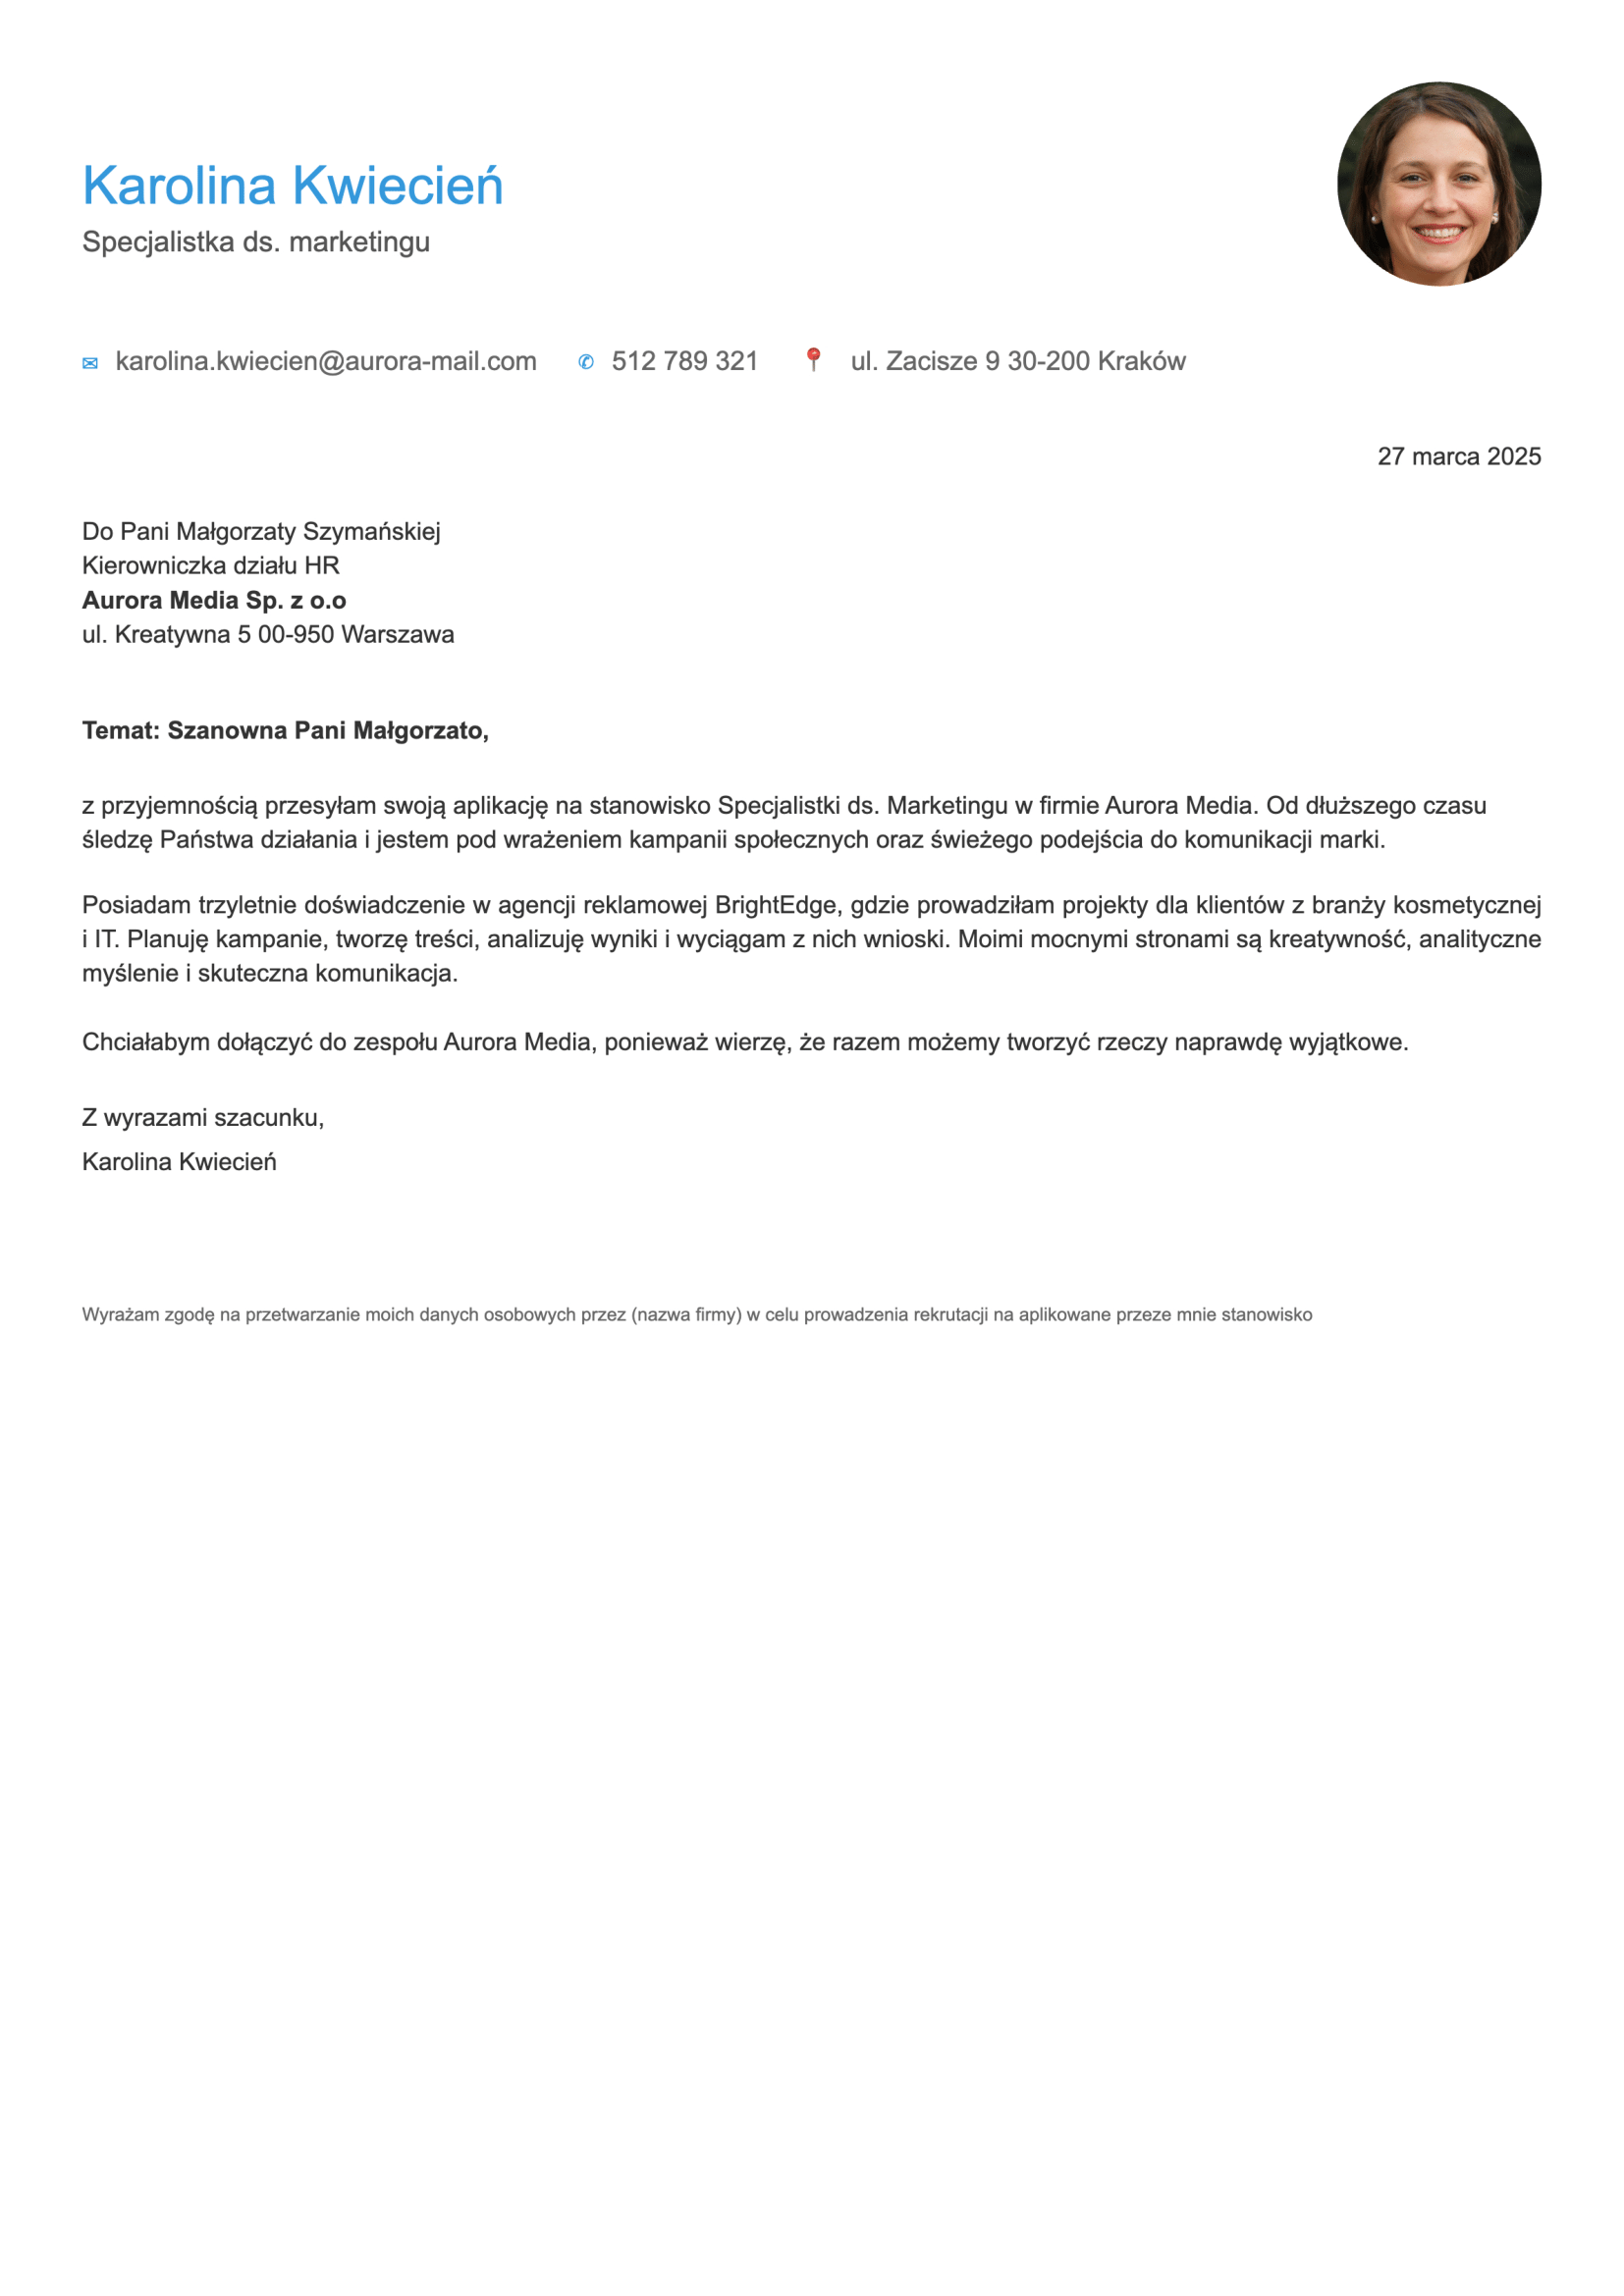 Karolina Kwiecień
Specjalistka ds. marketingu
✉ karolina.kwiecien@aurora-mail.com ✆ 512 789 321 📍 ul. Zacisze 9 30-200 Kraków
27 marca 2025
Do Pani Małgorzaty Szymańskiej
Kierowniczka działu HR
Aurora Media Sp. z o.o
ul. Kreatywna 5 00-950 Warszawa
Temat: Szanowna Pani Małgorzato,
z przyjemnością przesyłam swoją aplikację na stanowisko Specjalistki ds. Marketingu w firmie Aurora Media. Od dłuższego czasu
śledzę Państwa działania i jestem pod wrażeniem kampanii społecznych oraz świeżego podejścia do komunikacji marki.
Posiadam trzyletnie doświadczenie w agencji reklamowej BrightEdge, gdzie prowadziłam projekty dla klientów z branży kosmetycznej
i IT. Planuję kampanie, tworzę treści, analizuję wyniki i wyciągam z nich wnioski. Moimi mocnymi stronami są kreatywność, analityczne
myślenie i skuteczna komunikacja.
Chciałabym dołączyć do zespołu Aurora Media, ponieważ wierzę, że razem możemy tworzyć rzeczy naprawdę wyjątkowe.
Z wyrazami szacunku,
Karolina Kwiecień
Wyrażam zgodę na przetwarzanie moich danych osobowych przez (nazwa firmy) w celu prowadzenia rekrutacji na aplikowane przeze mnie stanowisko